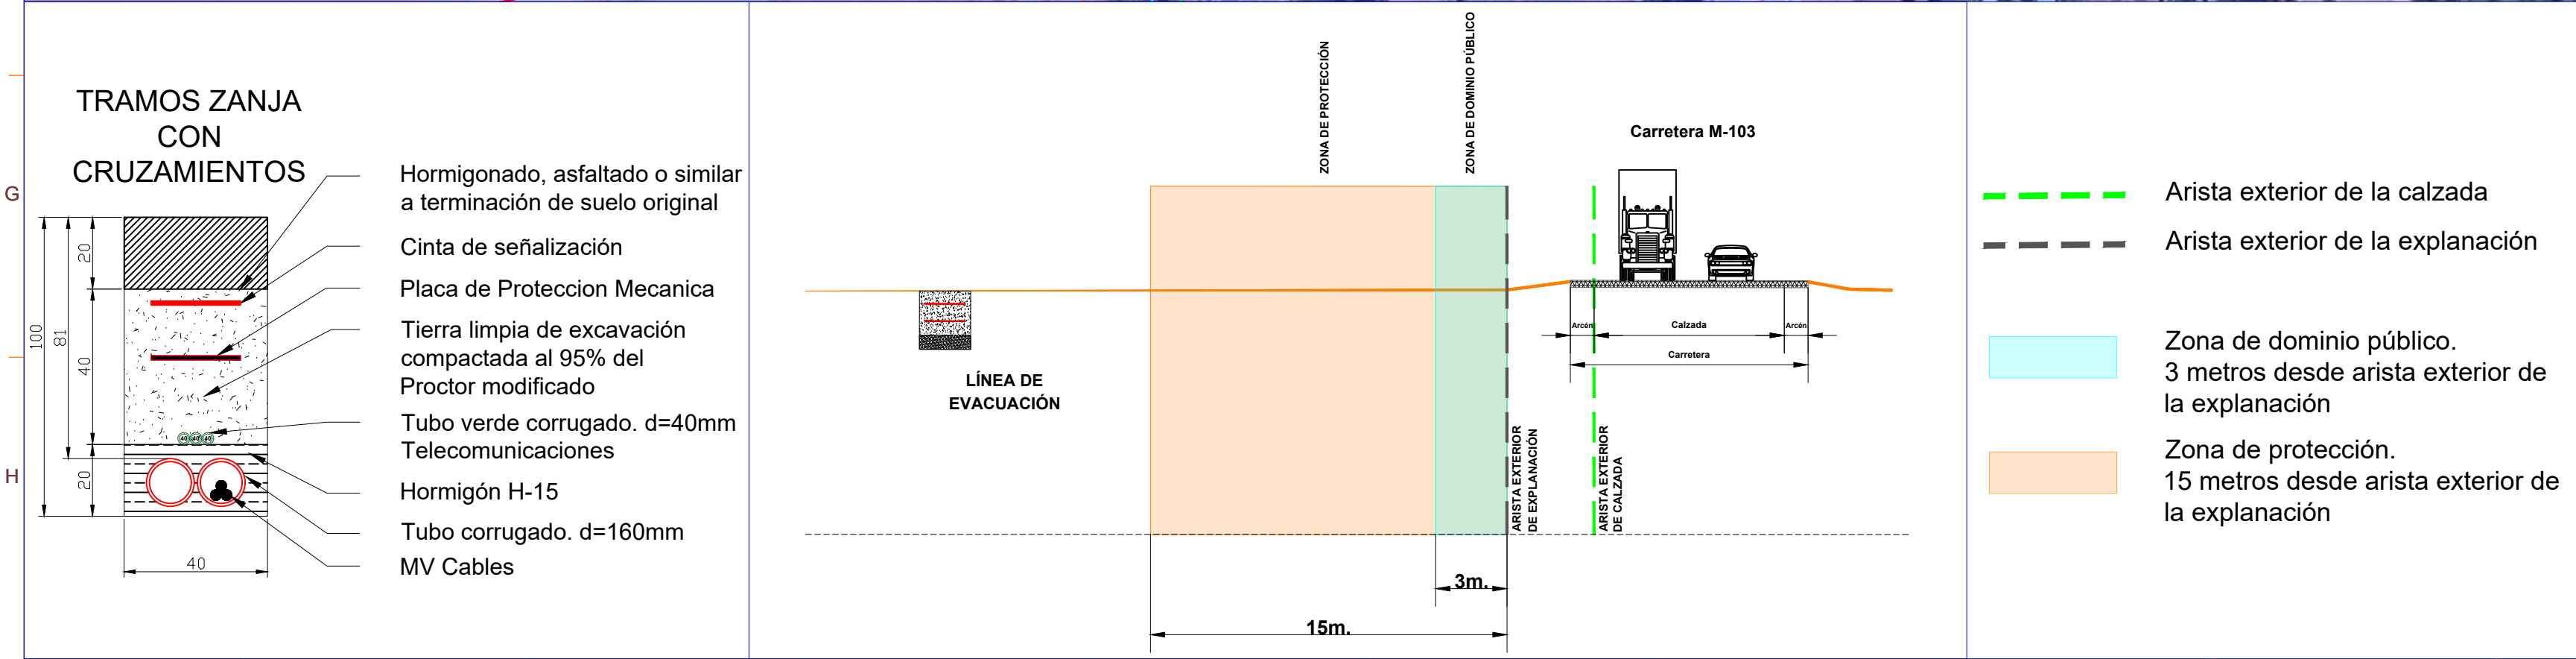 G
H
TRAMOS ZANJA
CON
CRUZAMIENTOS
Hormigonado, asfaltado o similar
a terminación de suelo original
Cinta de señalización
Placa de Proteccion Mecanica
Tierra limpia de excavación
compactada al 95% del
Proctor modificado
Tubo verde corrugado. d=40mm
Telecomunicaciones
Hormigón H-15
Tubo corrugado. d=160mm
MV Cables
100
81
20
40
20
40
40 40 40
ZONA DE PROTECCIÓN
ZONA DE DOMINIO PÚBLICO
Carretera M-103
Arcén
Calzada
Arcén
Carretera
LÍNEA DE
EVACUACIÓN
ARISTA EXTERIOR
DE EXPLANACIÓN
ARISTA EXTERIOR
DE CALZADA
3m.
15m.
Arista exterior de la calzada
Arista exterior de la explanación
Zona de dominio público.
3 metros desde arista exterior de
la explanación
Zona de protección.
15 metros desde arista exterior de
la explanación